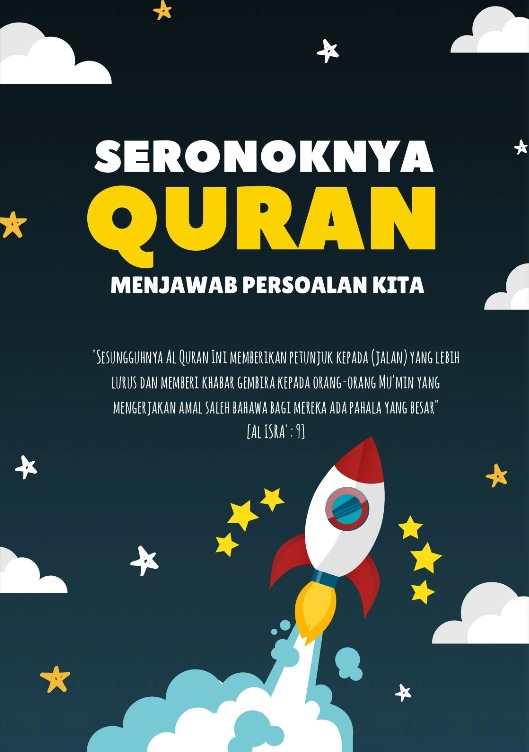 SERONOKNYA
QURAN
MENJAWAB PERSOALAN KITA
"SESUNGGUHNYA AL QURAN INI MEMBERIKAN PETUNJUK KEPADA (JALAN) YANG LEBIH
LURUS DAN MEMBERI KHABAR GEMBIRA KEPADA ORANG-ORANG MU'MIN YANG
MENGERJAKAN AMAL SALEH BAHAWA BAGI MEREKA ADA PAHALA YANG BESAR"
[AL ISRA' : 9]